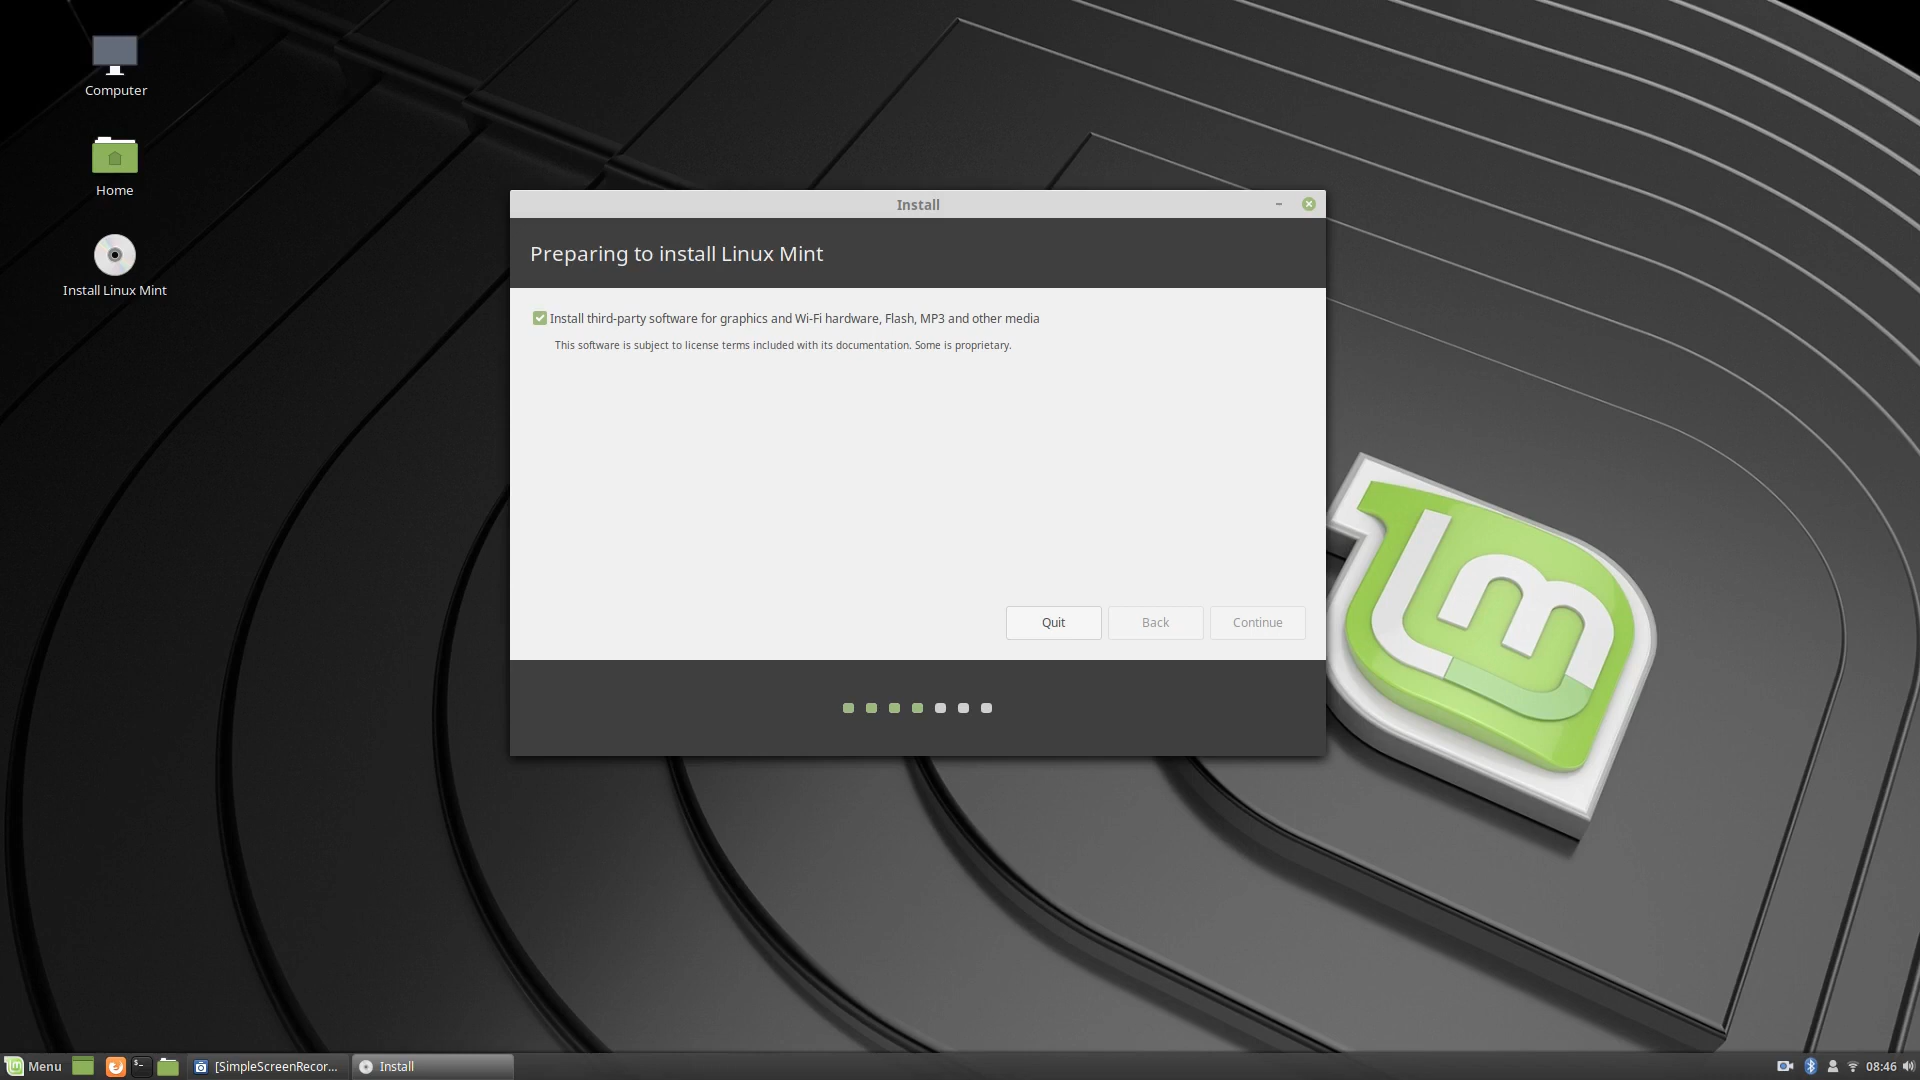 Computer
Home
Install Linux Mint
Install
Preparing to install Linux Mint
Install third-party software for graphics and Wi-Fi hardware, Flash, MP3 and other media
This software is subject to license terms included with its documentation. Some is proprietary.
Quit
Back
Continue
lm
Menu
[SimpleScreenRecor...
Install
08:46